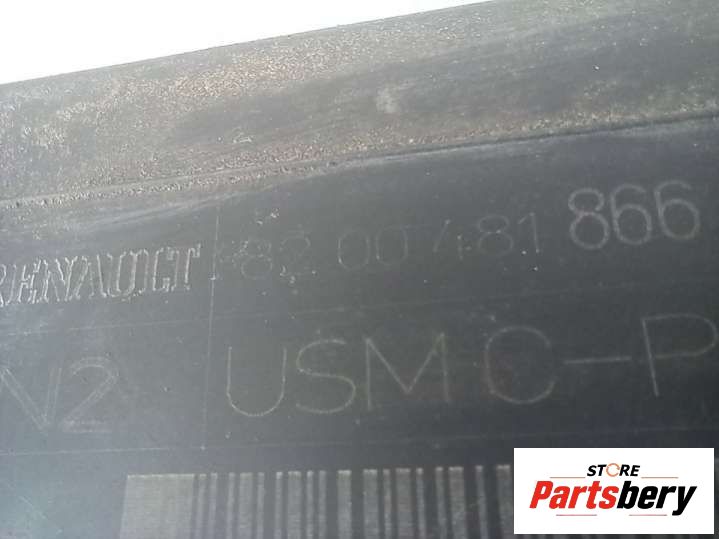 RENAULT 8200481866
N2 USM C-P
STORE
Partsbery